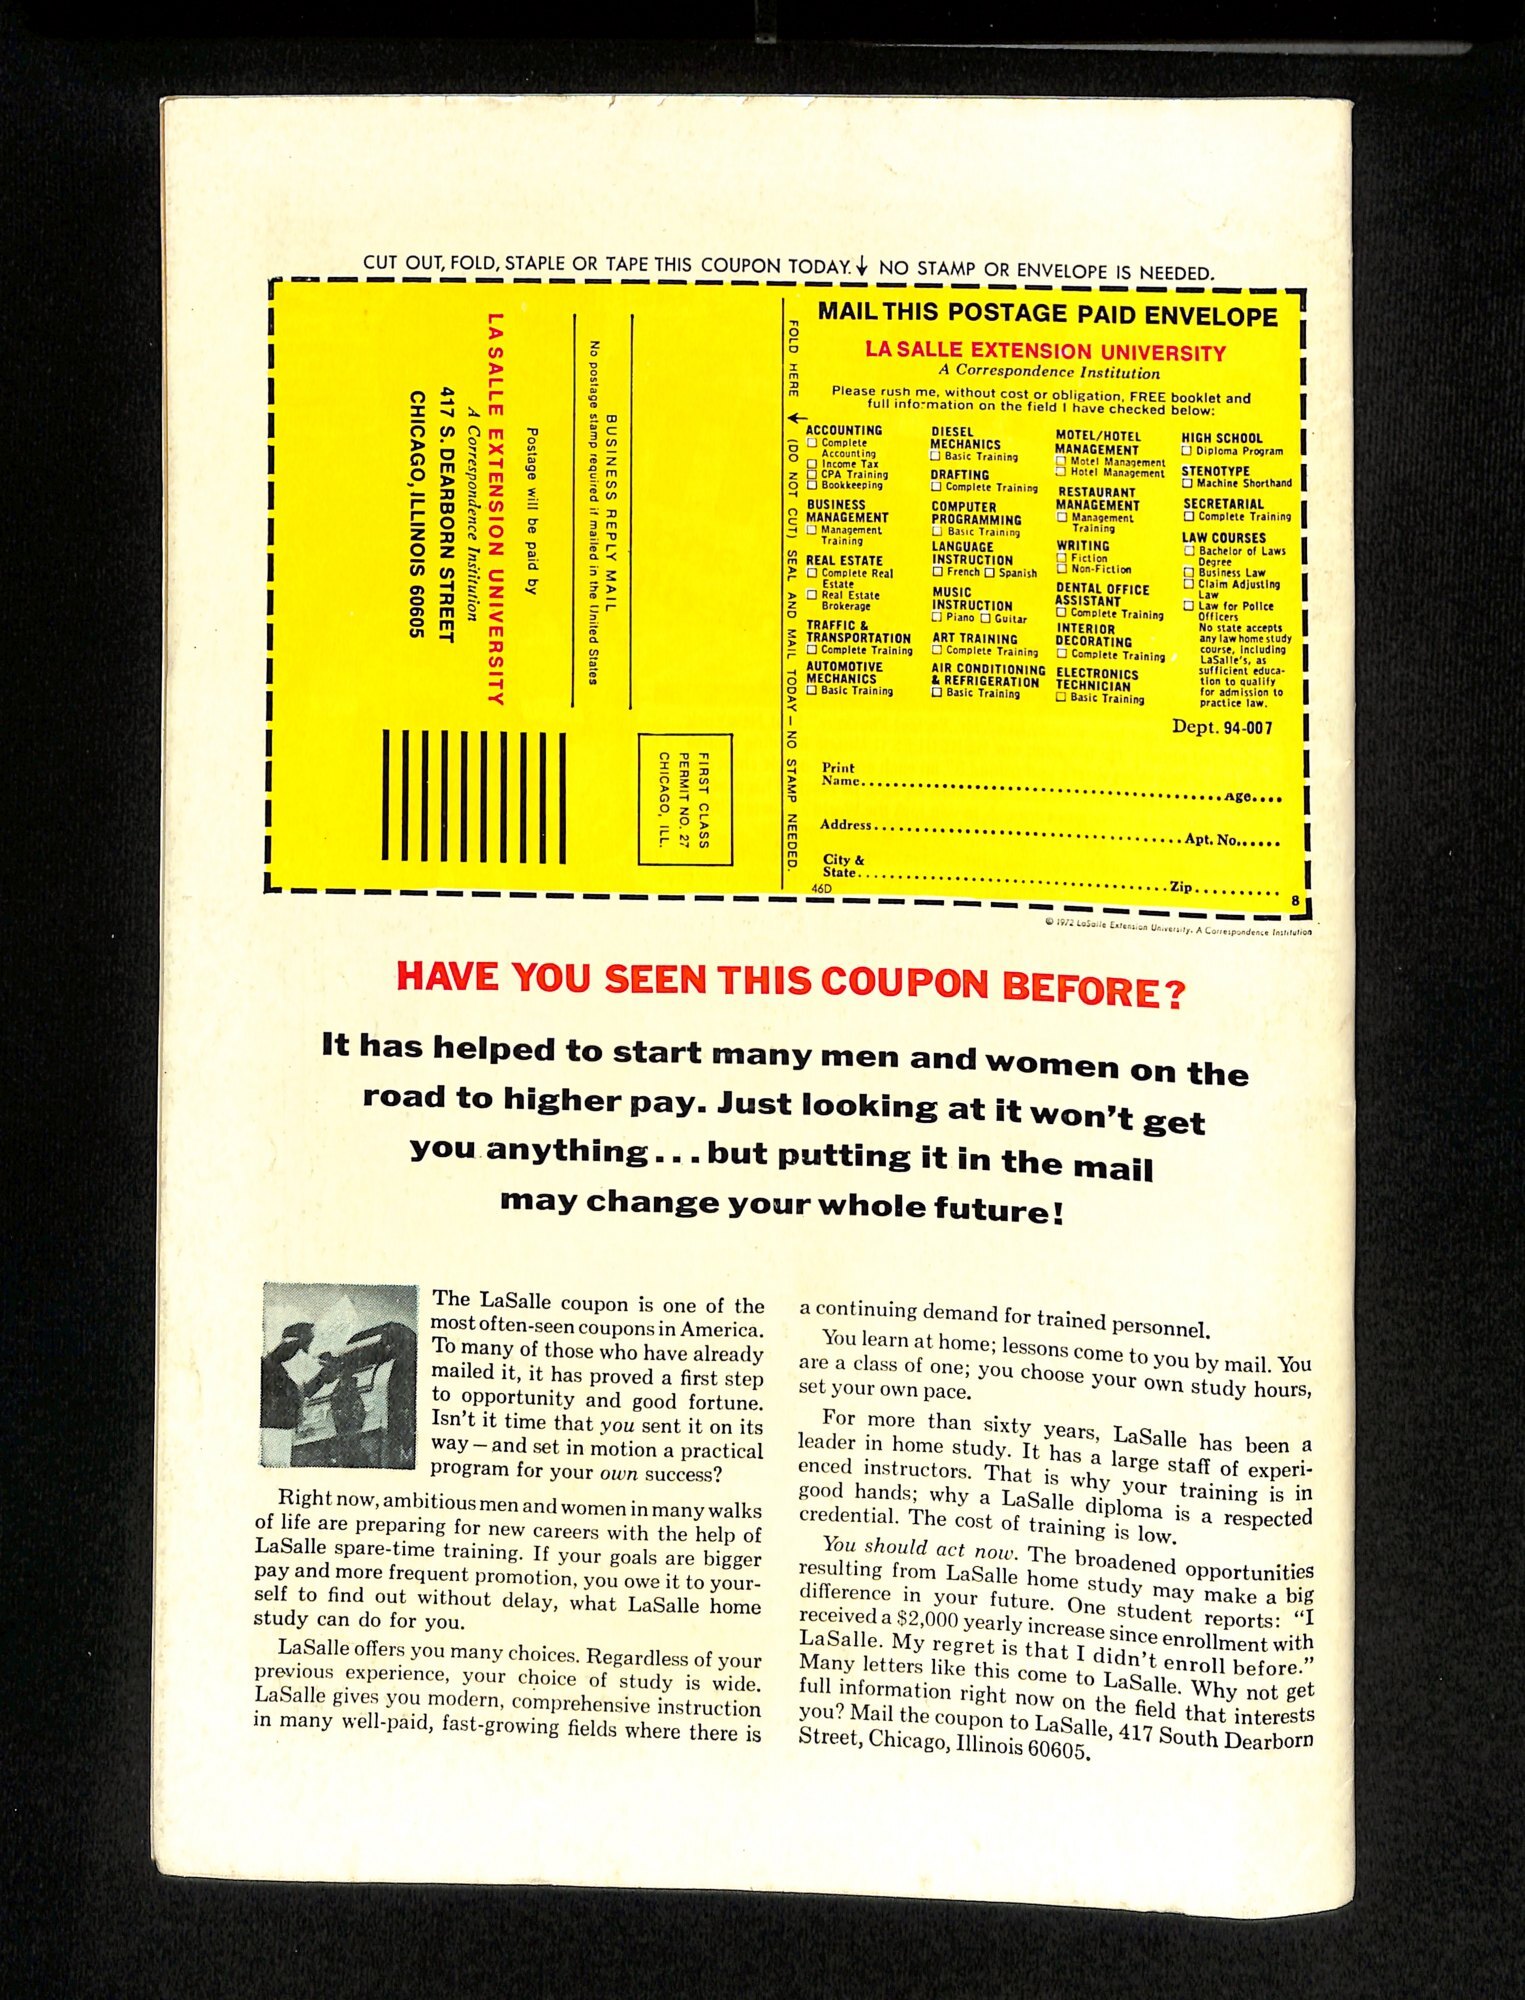 CUT OUT, FOLD, STAPLE OR TAPE THIS COUPON TODAY. ↓ NO STAMP OR ENVELOPE IS NEEDED.
LA SALLE EXTENSION UNIVERSITY
A Correspondence Institution
417 S. DEARBORN STREET
CHICAGO, ILLINOIS 60605
Postage will be paid by
No postage stamp required if mailed in the United States
BUSINESS REPLY MAIL
FIRST CLASS
PERMIT NO. 27
CHICAGO, ILL.
FOLD HERE ↓ (DO NOT CUT) SEAL AND MAIL TODAY — NO STAMP NEEDED.
MAIL THIS POSTAGE PAID ENVELOPE
LA SALLE EXTENSION UNIVERSITY
A Correspondence Institution
Please rush me, without cost or obligation, FREE booklet and
full information on the field I have checked below:
ACCOUNTING
☐ Complete
Accounting
☐ Income Tax
☐ CPA Training
☐ Bookkeeping
BUSINESS
MANAGEMENT
☐ Management
Training
REAL ESTATE
☐ Complete Real
Estate
☐ Real Estate
Brokerage
TRAFFIC &
TRANSPORTATION
☐ Complete Training
AUTOMOTIVE
MECHANICS
☐ Basic Training
DIESEL
MECHANICS
☐ Basic Training
DRAFTING
☐ Complete Training
COMPUTER
PROGRAMMING
☐ Basic Training
LANGUAGE
INSTRUCTION
☐ French ☐ Spanish
MUSIC
INSTRUCTION
☐ Piano ☐ Guitar
ART TRAINING
☐ Complete Training
AIR CONDITIONING
& REFRIGERATION
☐ Basic Training
MOTEL/HOTEL
MANAGEMENT
☐ Motel Management
☐ Hotel Management
RESTAURANT
MANAGEMENT
☐ Management
Training
WRITING
☐ Fiction
☐ Non-Fiction
DENTAL OFFICE
ASSISTANT
☐ Complete Training
INTERIOR
DECORATING
☐ Complete Training
ELECTRONICS
TECHNICIAN
☐ Basic Training
HIGH SCHOOL
☐ Diploma Program
STENOTYPE
☐ Machine Shorthand
SECRETARIAL
☐ Complete Training
LAW COURSES
☐ Bachelor of Laws
Degree
☐ Business Law
☐ Claim Adjusting
Law
☐ Law for Police
Officers
No state accepts
any law home study
course, including
LaSalle's, as
sufficient educa-
tion to qualify
for admission to
practice law.
Dept. 94-007
Print
Name.......... Age....
Address.......... Apt. No......
City &
State.......... Zip..........
46D
8
© 1972 LaSalle Extension University. A Correspondence Institution
HAVE YOU SEEN THIS COUPON BEFORE?
It has helped to start many men and women on the
road to higher pay. Just looking at it won't get
you anything...but putting it in the mail
may change your whole future!
The LaSalle coupon is one of the
most often-seen coupons in America.
To many of those who have already
mailed it, it has proved a first step
to opportunity and good fortune.
Isn't it time that you sent it on its
way — and set in motion a practical
program for your own success?
Right now, ambitious men and women in many walks
of life are preparing for new careers with the help of
LaSalle spare-time training. If your goals are bigger
pay and more frequent promotion, you owe it to your-
self to find out without delay, what LaSalle home
study can do for you.
LaSalle offers you many choices. Regardless of your
previous experience, your choice of study is wide.
LaSalle gives you modern, comprehensive instruction
in many well-paid, fast-growing fields where there is
a continuing demand for trained personnel.
You learn at home; lessons come to you by mail. You
are a class of one; you choose your own study hours,
set your own pace.
For more than sixty years, LaSalle has been a
leader in home study. It has a large staff of experi-
enced instructors. That is why your training is in
good hands; why a LaSalle diploma is a respected
credential. The cost of training is low.
You should act now. The broadened opportunities
resulting from LaSalle home study may make a big
difference in your future. One student reports: “I
received a $2,000 yearly increase since enrollment with
LaSalle. My regret is that I didn't enroll before.”
Many letters like this come to LaSalle. Why not get
full information right now on the field that interests
you? Mail the coupon to LaSalle, 417 South Dearborn
Street, Chicago, Illinois 60605.